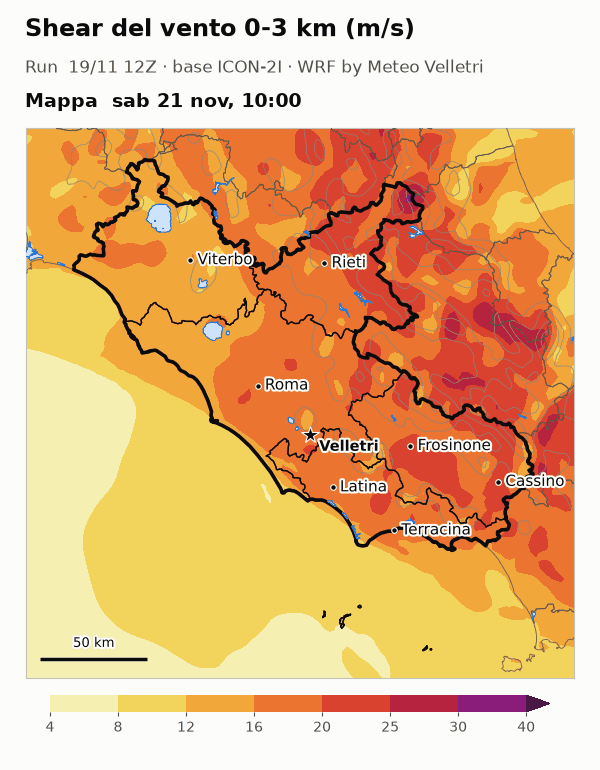 Shear del vento 0-3 km (m/s)
Run  19/11 12Z · base ICON-2I · WRF by Meteo Velletri
Mappa  sab 21 nov, 10:00
Viterbo
Rieti
Roma
Velletri
Frosinone
Cassino
Latina
Terracina
50 km
4 8 12 16 20 25 30 40